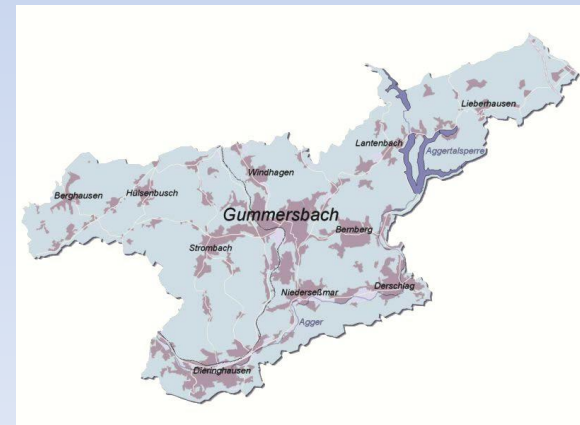 Lieberhausen
Lantenbach
Aggertalsperre
Windhagen
Berghausen
Hülsenbusch
Gummersbach
Bernberg
Strombach
Niederseßmar
Derschlag
Agger
Dieringhausen